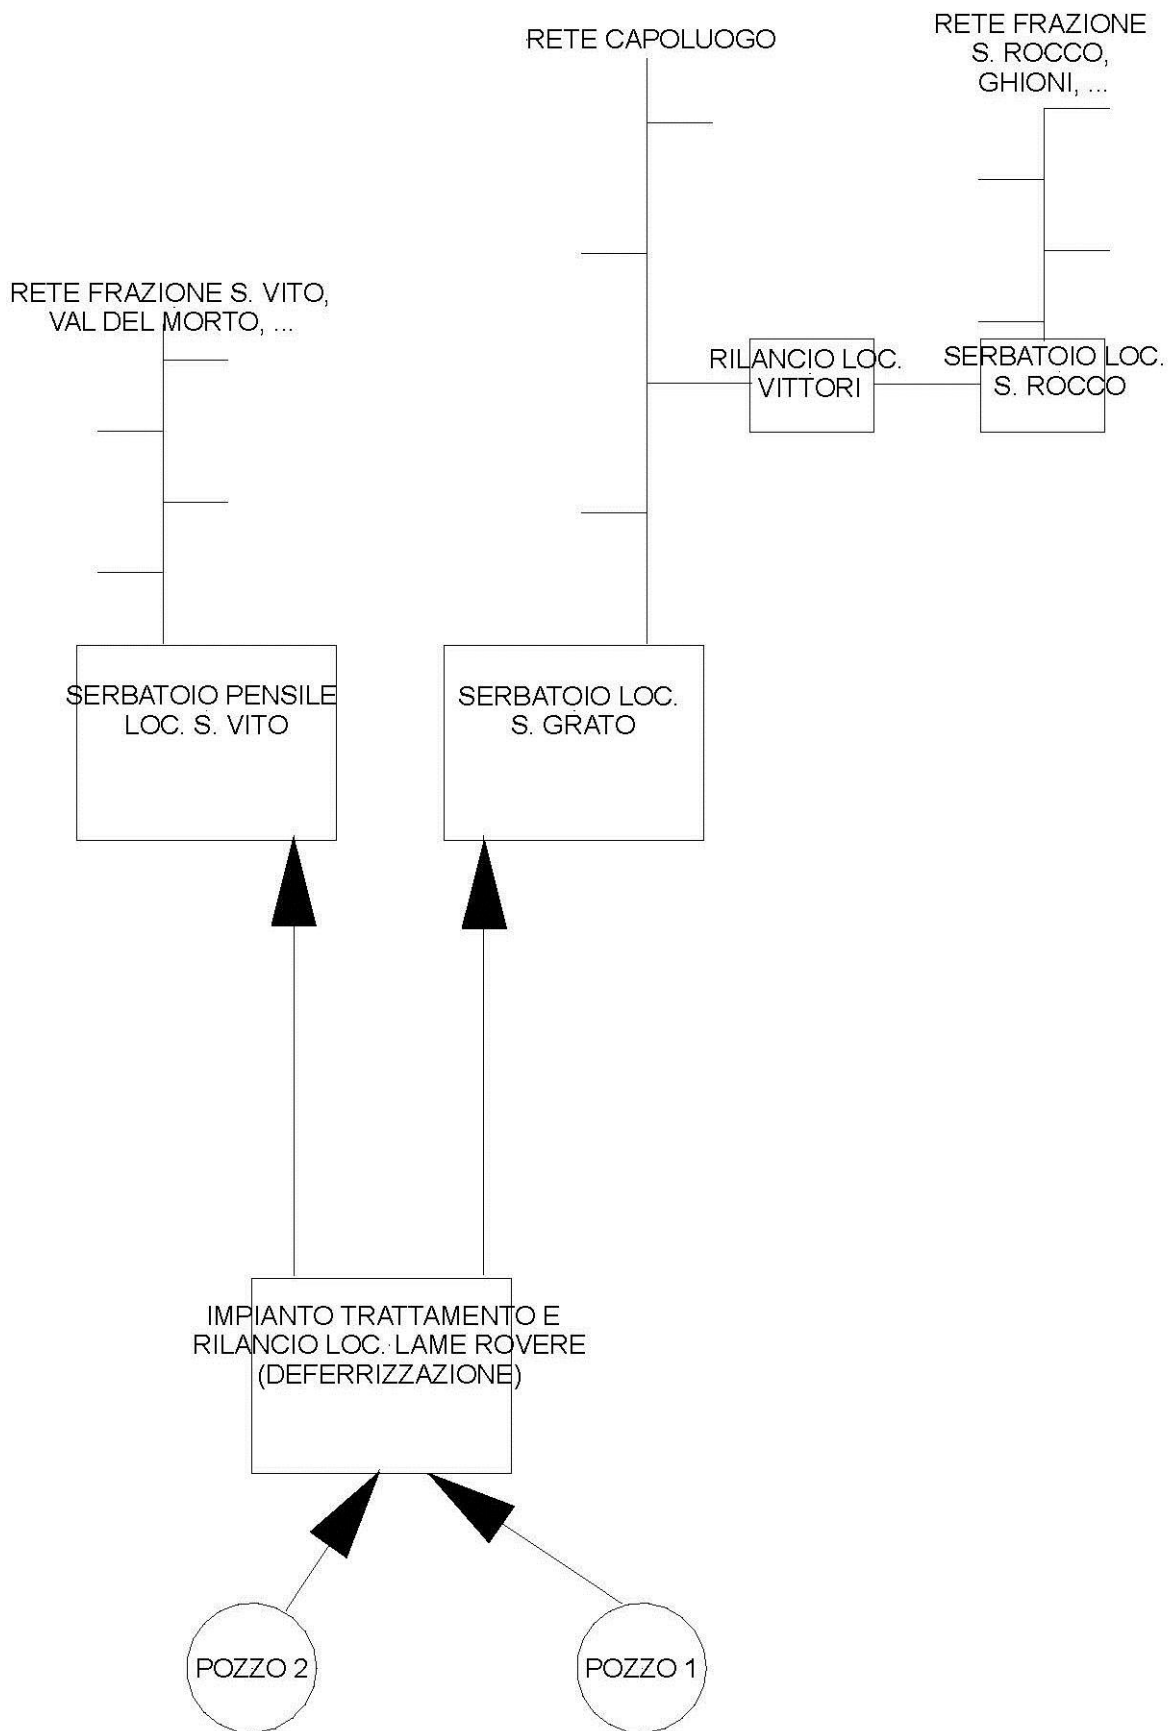 RETE CAPOLUOGO
RETE FRAZIONE
S. ROCCO,
GHIONI, ...
RETE FRAZIONE S. VITO,
VAL DEL MORTO, ...
RILANCIO LOC.
VITTORI
SERBATOIO LOC.
S. ROCCO
SERBATOIO PENSILE
LOC. S. VITO
SERBATOIO LOC.
S. GRATO
IMPIANTO TRATTAMENTO E
RILANCIO LOC. LAME ROVERE
(DEFERRIZZAZIONE)
POZZO 2
POZZO 1